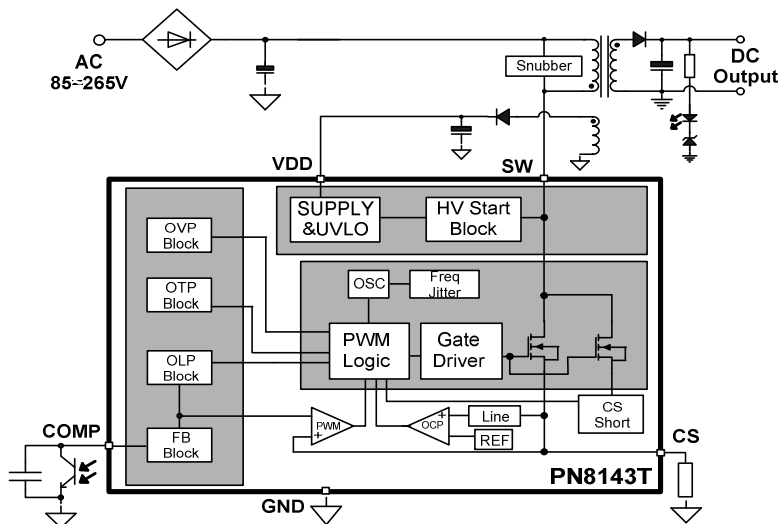 AC
85~265V
Snubber
DC
Output
VDD
SW
SUPPLY
&UVLO
HV Start
Block
OVP
Block
OTP
Block
OLP
Block
FB
Block
OSC
Freq
Jitter
PWM
Logic
Gate
Driver
PWM
+
OCP
+
Line
REF
CS
Short
COMP
CS
PN8143T
GND